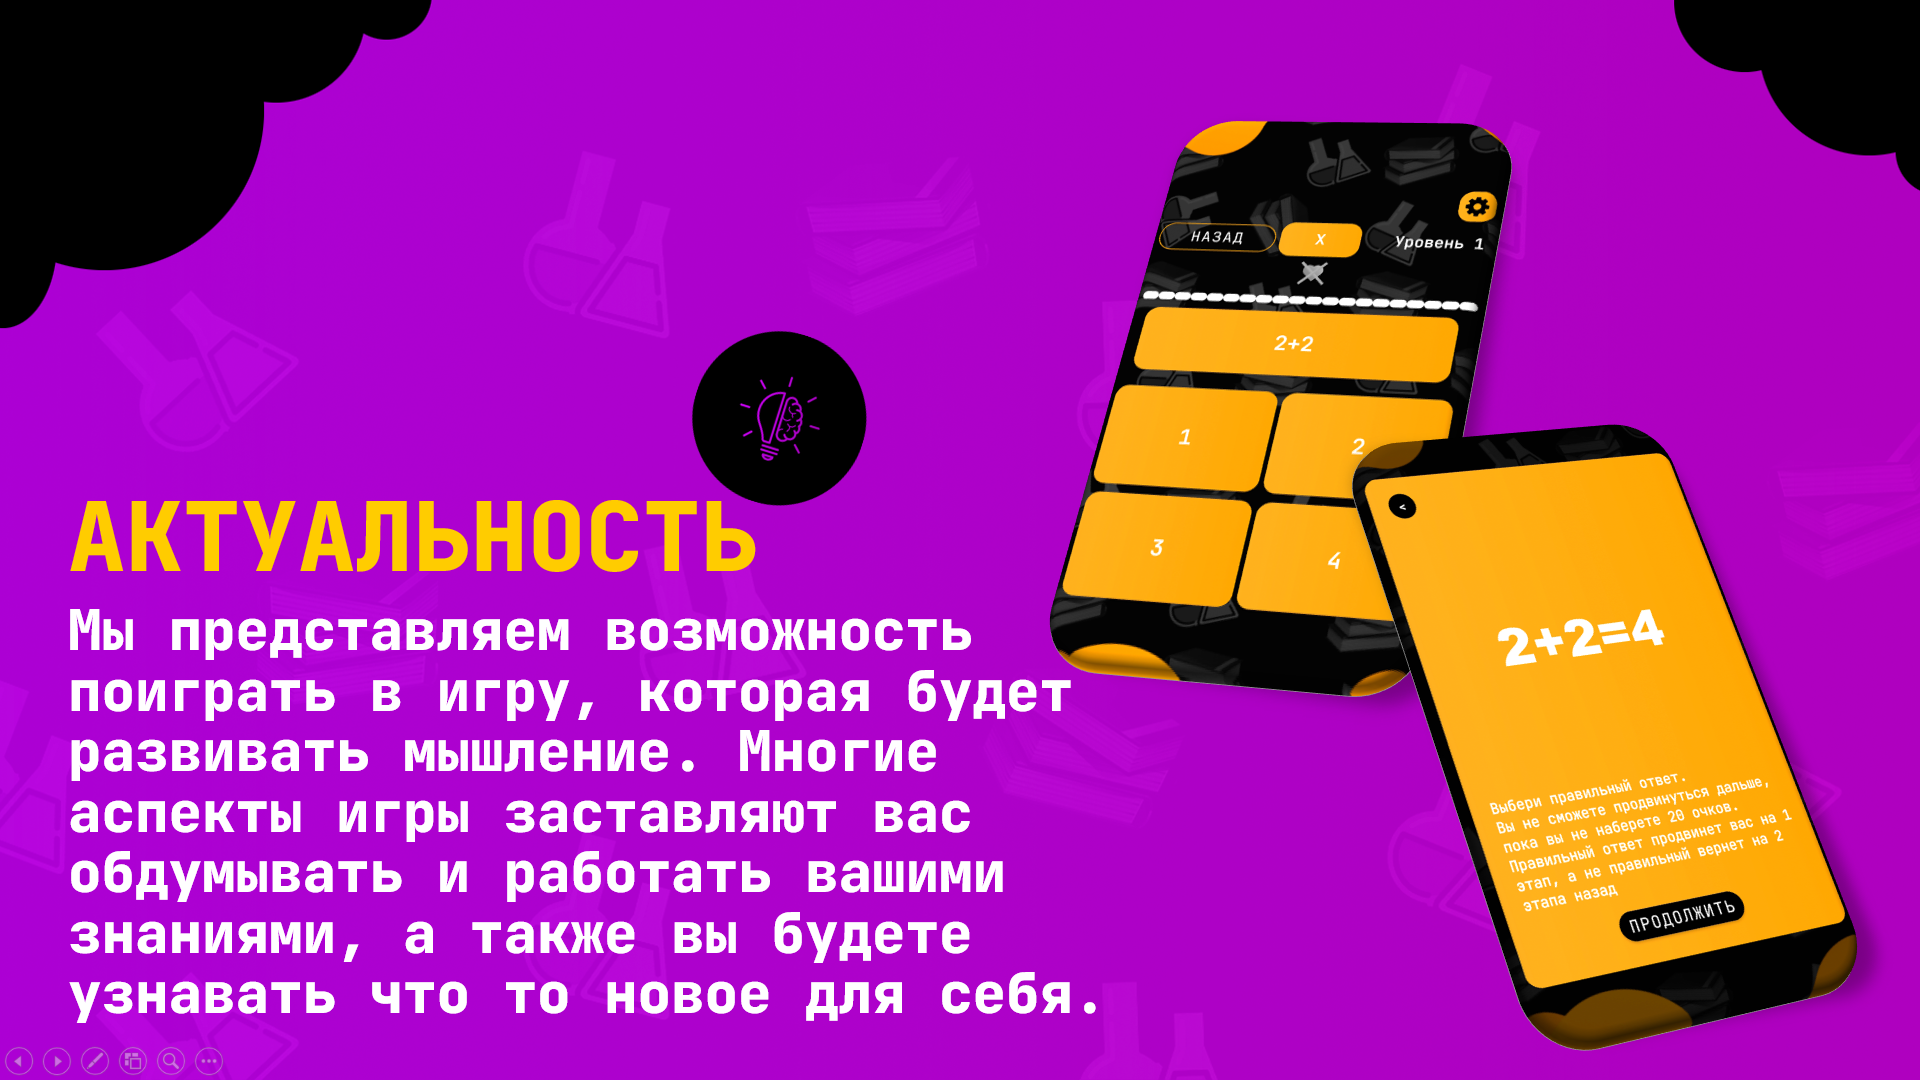 АКТУАЛЬНОСТЬ
Мы представляем возможность
поиграть в игру, которая будет
развивать мышление. Многие
аспекты игры заставляют вас
обдумывать и работать вашими
знаниями, а также вы будете
узнавать что то новое для себя.
НАЗАД
X
Уровень 1
2+2
1
2
3
4
<
2+2=4
Выбери правильный ответ.
Вы не сможете продвинуться дальше,
пока вы не наберете 20 очков.
Правильный ответ продвинет вас на 1
этап, а не правильный вернет на 2
этапа назад
ПРОДОЛЖИТЬ